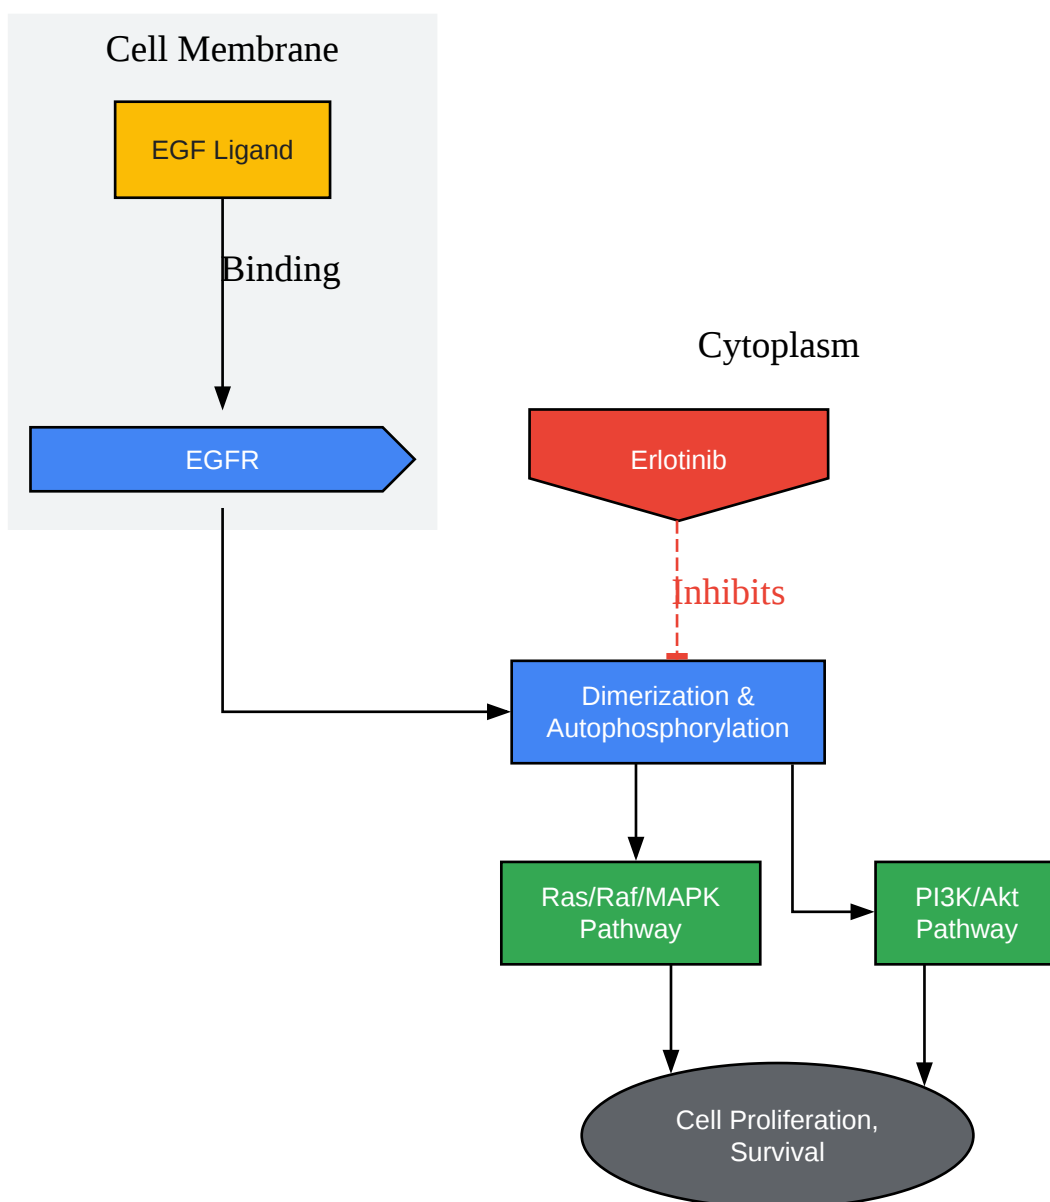 Cell Membrane
EGF Ligand
Binding
Cytoplasm
EGFR
Erlotinib
Inhibits
Dimerization &
Autophosphorylation
Ras/Raf/MAPK
Pathway
PI3K/Akt
Pathway
Cell Proliferation,
Survival